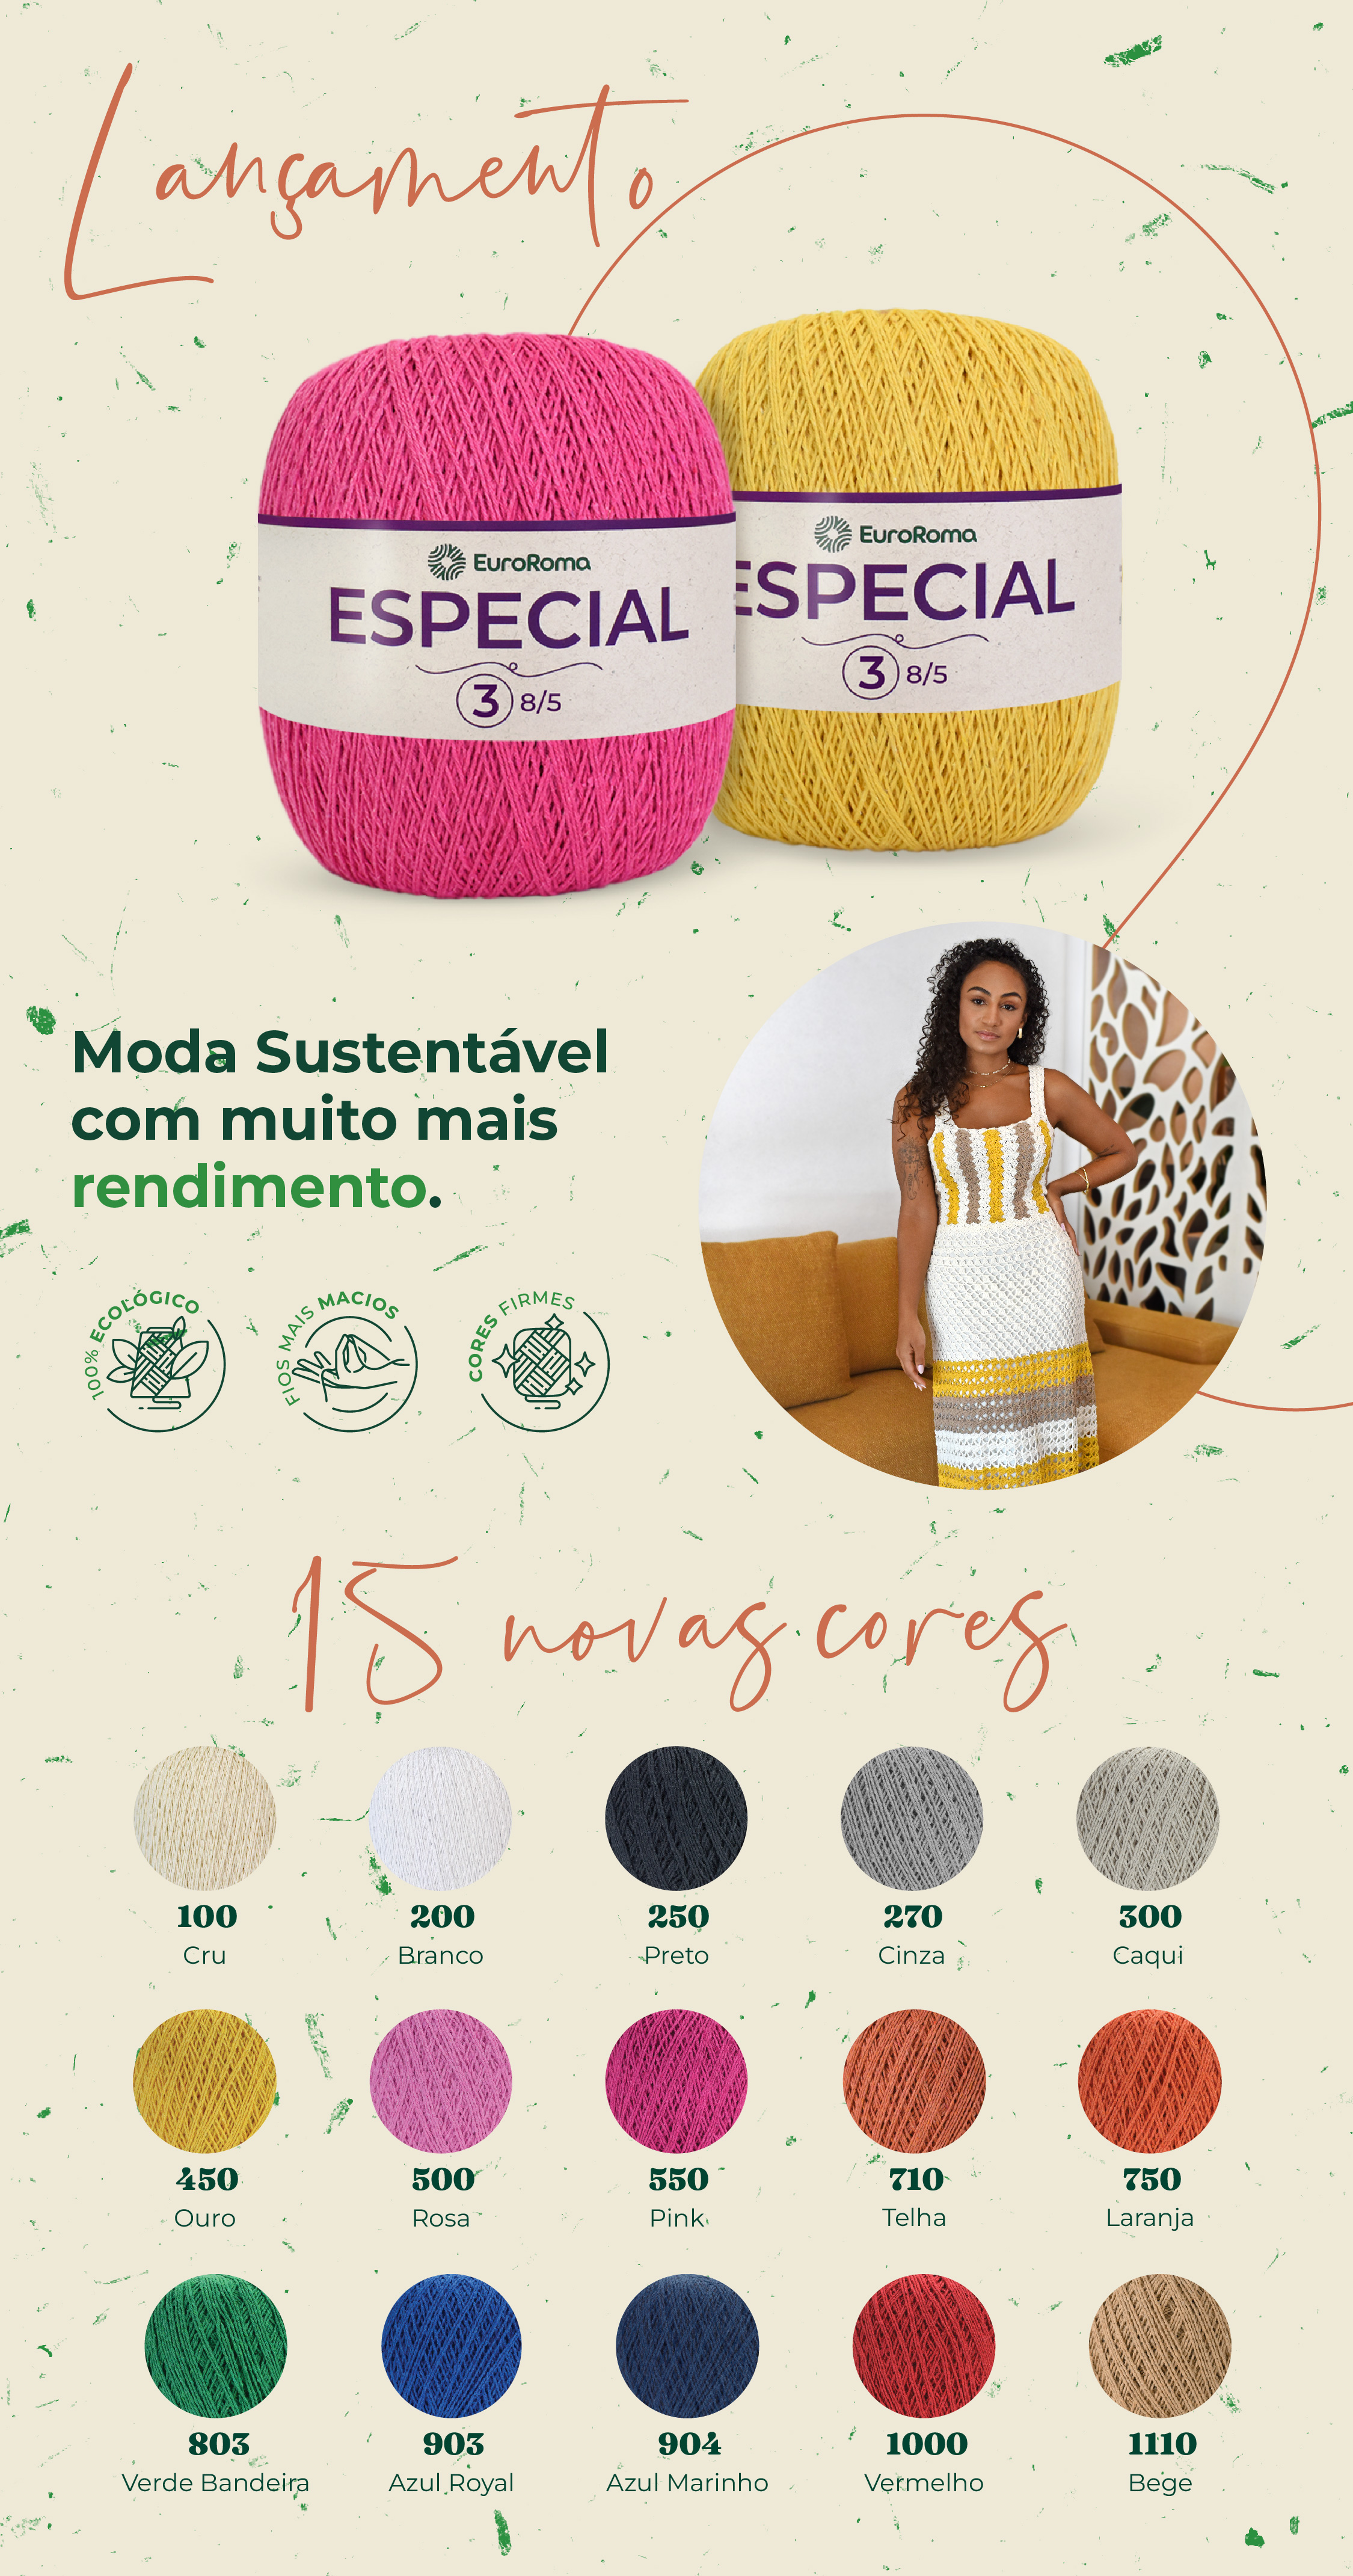 Lançamento
EuroRoma
ESPECIAL
3 8/5
EuroRoma
ESPECIAL
3 8/5
Moda Sustentável
com muito mais
rendimento.
100% ECOLÓGICO
FIOS MAIS MACIOS
CORES FIRMES
15 novas cores
100 200 250 270 300
Cru Branco Preto Cinza Caqui
450 500 550 710 750
Ouro Rosa Pink Telha Laranja
803 903 904 1000 1110
Verde Bandeira Azul Royal Azul Marinho Vermelho Bege